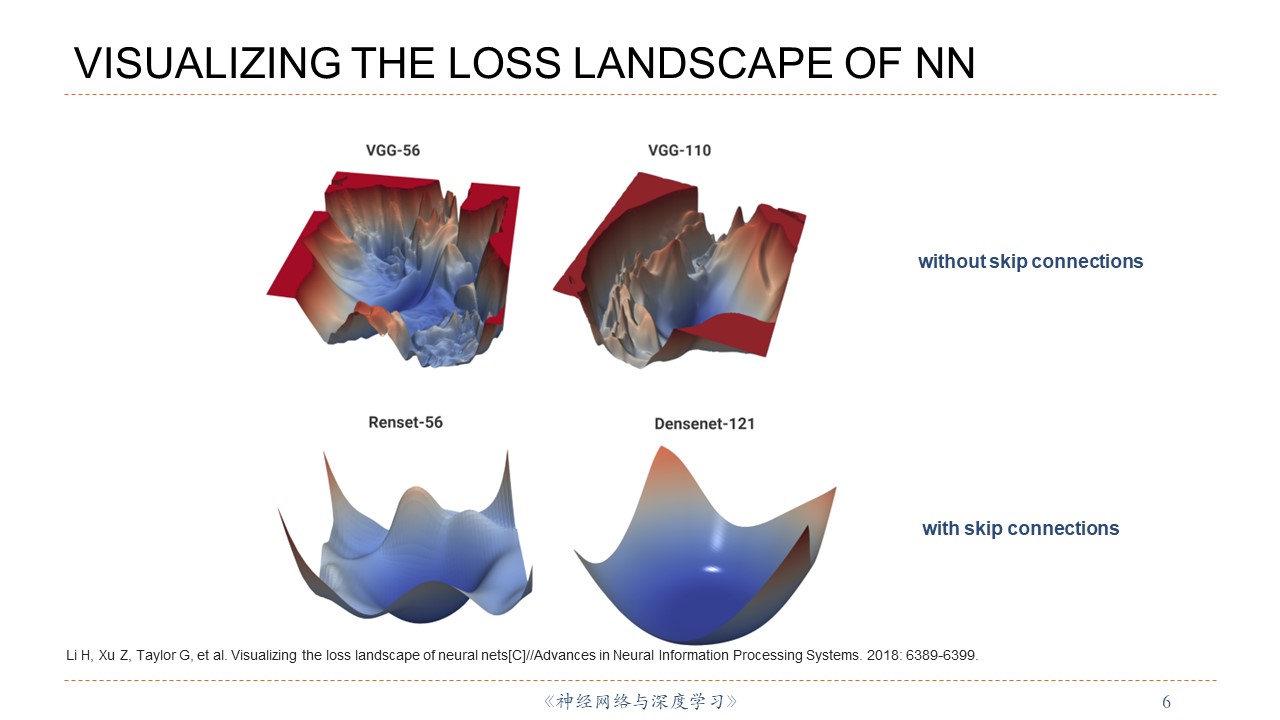 VISUALIZING THE LOSS LANDSCAPE OF NN
VGG-56
VGG-110
without skip connections
Renset-56
Densenet-121
with skip connections
Li H, Xu Z, Taylor G, et al. Visualizing the loss landscape of neural nets[C]//Advances in Neural Information Processing Systems. 2018: 6389-6399.
《神经网络与深度学习》
6